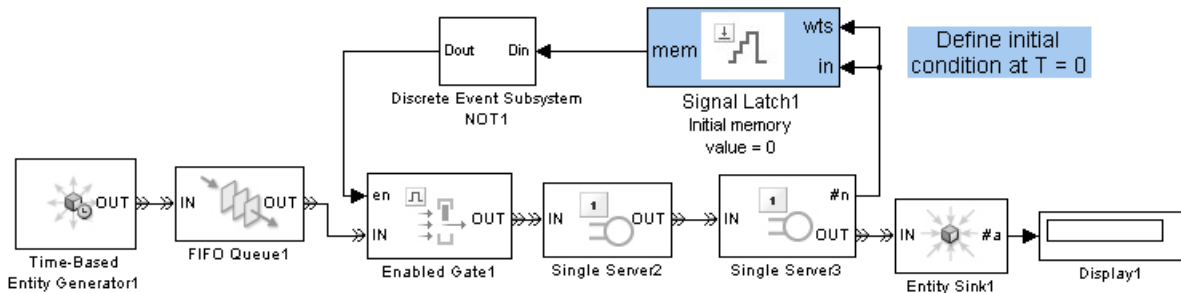 Dout
Din
Discrete Event Subsystem
NOT1
mem
wts
in
Signal Latch1
Initial memory
value = 0
Define initial
condition at T = 0
OUT
Time-Based
Entity Generator1
IN
OUT
FIFO Queue1
en
IN
OUT
Enabled Gate1
1
IN
OUT
Single Server2
1
IN
#n
OUT
Single Server3
IN
#a
Entity Sink1
Display1